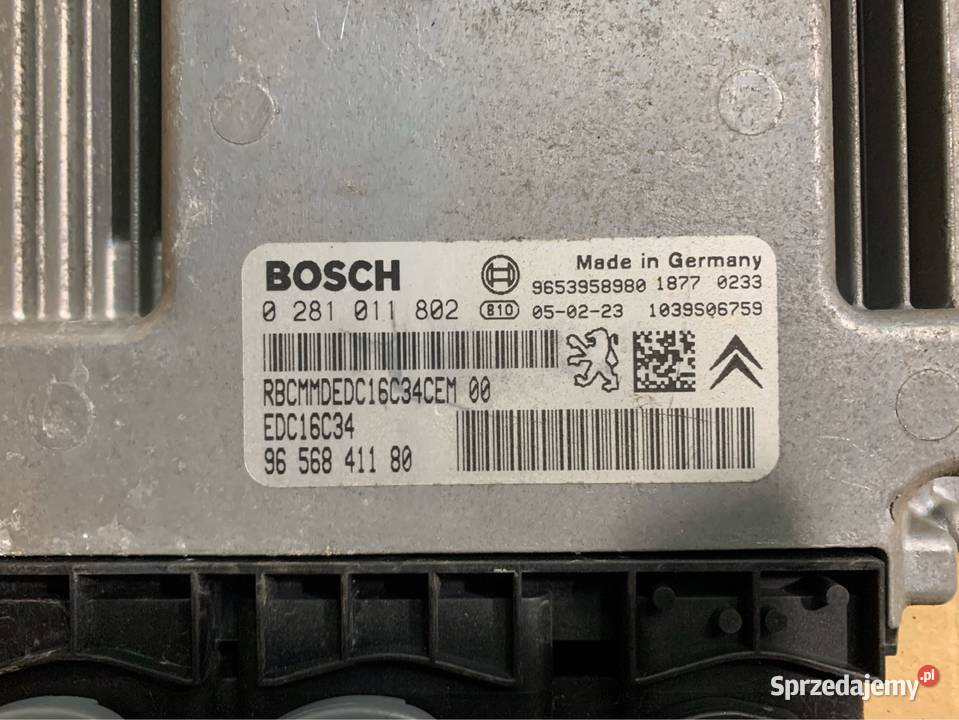 BOSCH
Made in Germany
9653958980 1877 0233
0 281 011 802 B10 05-02-23 1039S06759
RBCMMDEDC16C34CEM 00
EDC16C34
96 568 411 80
Sprzedajemy.pl